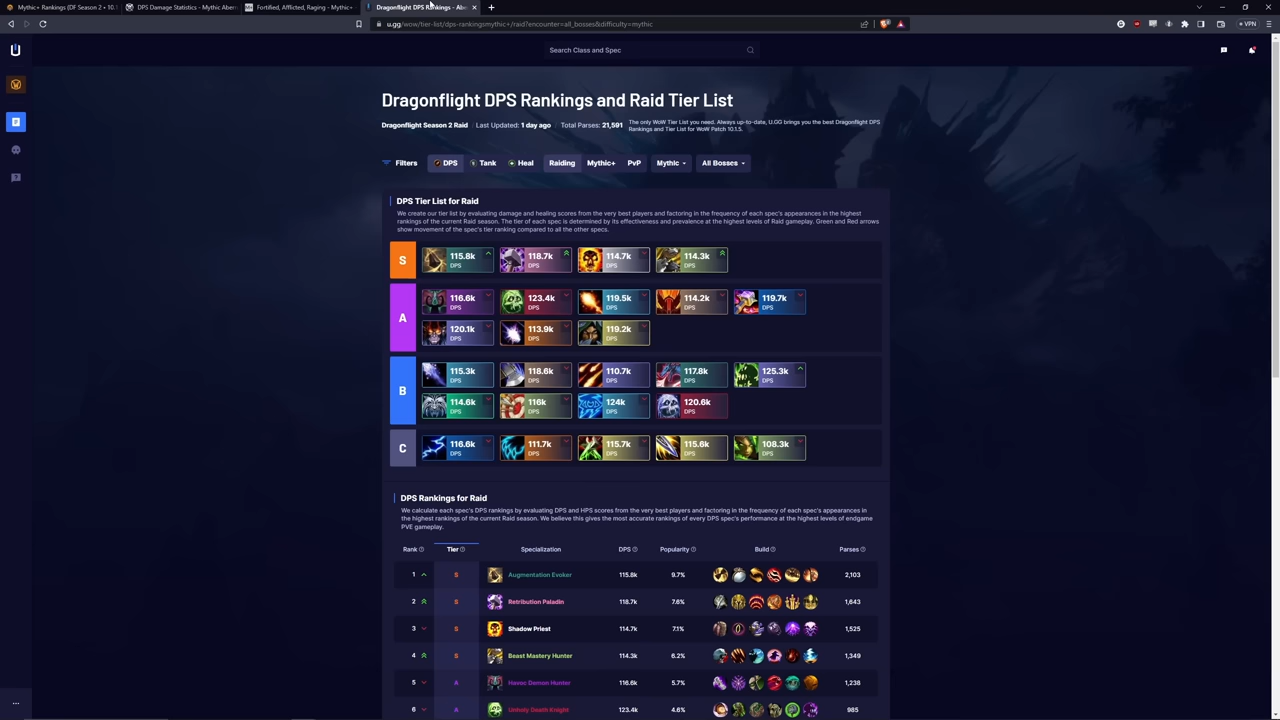 Mythic+ Rankings (DF Season 2 • 10.1
DPS Damage Statistics - Mythic Aber
Fortified, Afflicted, Raging - Mythic+
Dragonflight DPS Rankings - Abe
u.gg/wow/tier-list/dps-rankingsmythic+/raid?encounter=all_bosses&difficulty=mythic
VPN
Search Class and Spec
Dragonflight DPS Rankings and Raid Tier List
Dragonflight Season 2 Raid Last Updated: 1 day ago Total Parses: 21,591
The only WoW Tier List you need. Always up-to-date, U.GG brings you the best Dragonflight DPS
Rankings and Tier List for WoW Patch 10.1.5.
Filters DPS Tank Heal Raiding Mythic+ PvP Mythic All Bosses
DPS Tier List for Raid
We create our tier list by evaluating damage and healing scores from the very best players and factoring in the frequency of each spec's appearances in the highest
rankings of the current Raid season. The tier of each spec is determined by its effectiveness and prevalence at the highest levels of Raid gameplay. Green and Red arrows
show movement of the spec's tier ranking compared to all the other specs.
S
115.8k 118.7k 114.7k 114.3k
DPS DPS DPS DPS
A
116.6k 123.4k 119.5k 114.2k 119.7k
DPS DPS DPS DPS DPS
120.1k 113.9k 119.2k
DPS DPS DPS
B
115.3k 118.6k 110.7k 117.8k 125.3k
DPS DPS DPS DPS DPS
114.6k 116k 124k 120.6k
DPS DPS DPS DPS
C
116.6k 111.7k 115.7k 115.6k 108.3k
DPS DPS DPS DPS DPS
DPS Rankings for Raid
We calculate each spec's DPS rankings by evaluating DPS and HPS scores from the very best players and factoring in the frequency of each spec's appearances in
the highest rankings of the current Raid season. We believe this gives the most accurate rankings of every DPS spec's performance at the highest levels of endgame
PVE gameplay.
Rank Tier Specialization DPS Popularity Build Parses
1 S Augmentation Evoker 115.8k 9.7% 2,103
2 S Retribution Paladin 118.7k 7.6% 1,643
3 S Shadow Priest 114.7k 7.1% 1,525
4 S Beast Mastery Hunter 114.3k 6.2% 1,349
5 A Havoc Demon Hunter 116.6k 5.7% 1,238
6 A Unholy Death Knight 123.4k 4.6% 985